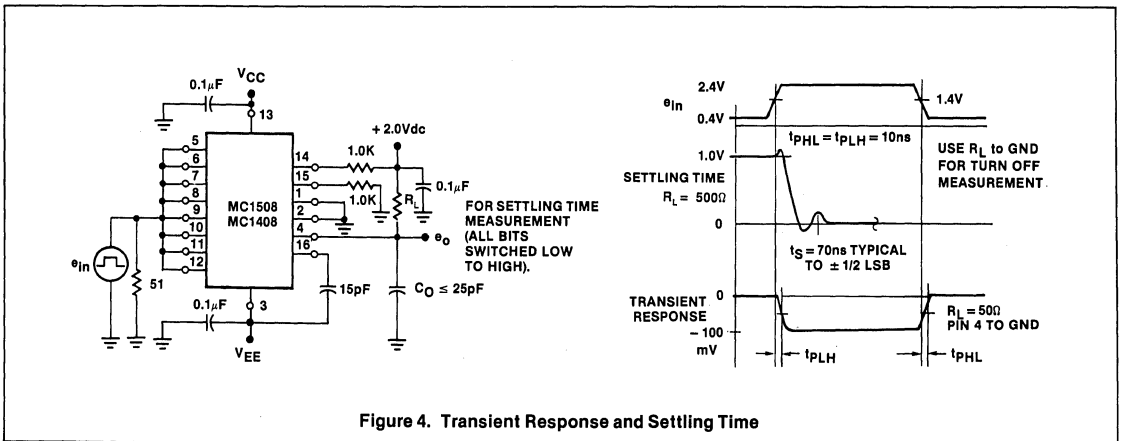 VCC
0.1μF
13
+ 2.0Vdc
5
6
7
8
9
10
11
12
MC1508
MC1408
14
15
1
2
4
16
1.0K
1.0K
RL
0.1μF
eo
FOR SETTLING TIME
MEASUREMENT
(ALL BITS
SWITCHED LOW
TO HIGH).
ein
51
0.1μF
3
15pF
CO ≤ 25pF
VEE
ein
2.4V
0.4V
1.4V
tPHL = tPLH = 10ns
USE RL to GND
FOR TURN OFF
MEASUREMENT
1.0V
SETTLING TIME
RL = 500Ω
0
tS = 70ns TYPICAL
TO ± 1/2 LSB
0
TRANSIENT
RESPONSE
– 100
mV
RL = 50Ω
PIN 4 TO GND
tPLH
tPHL
Figure 4. Transient Response and Settling Time